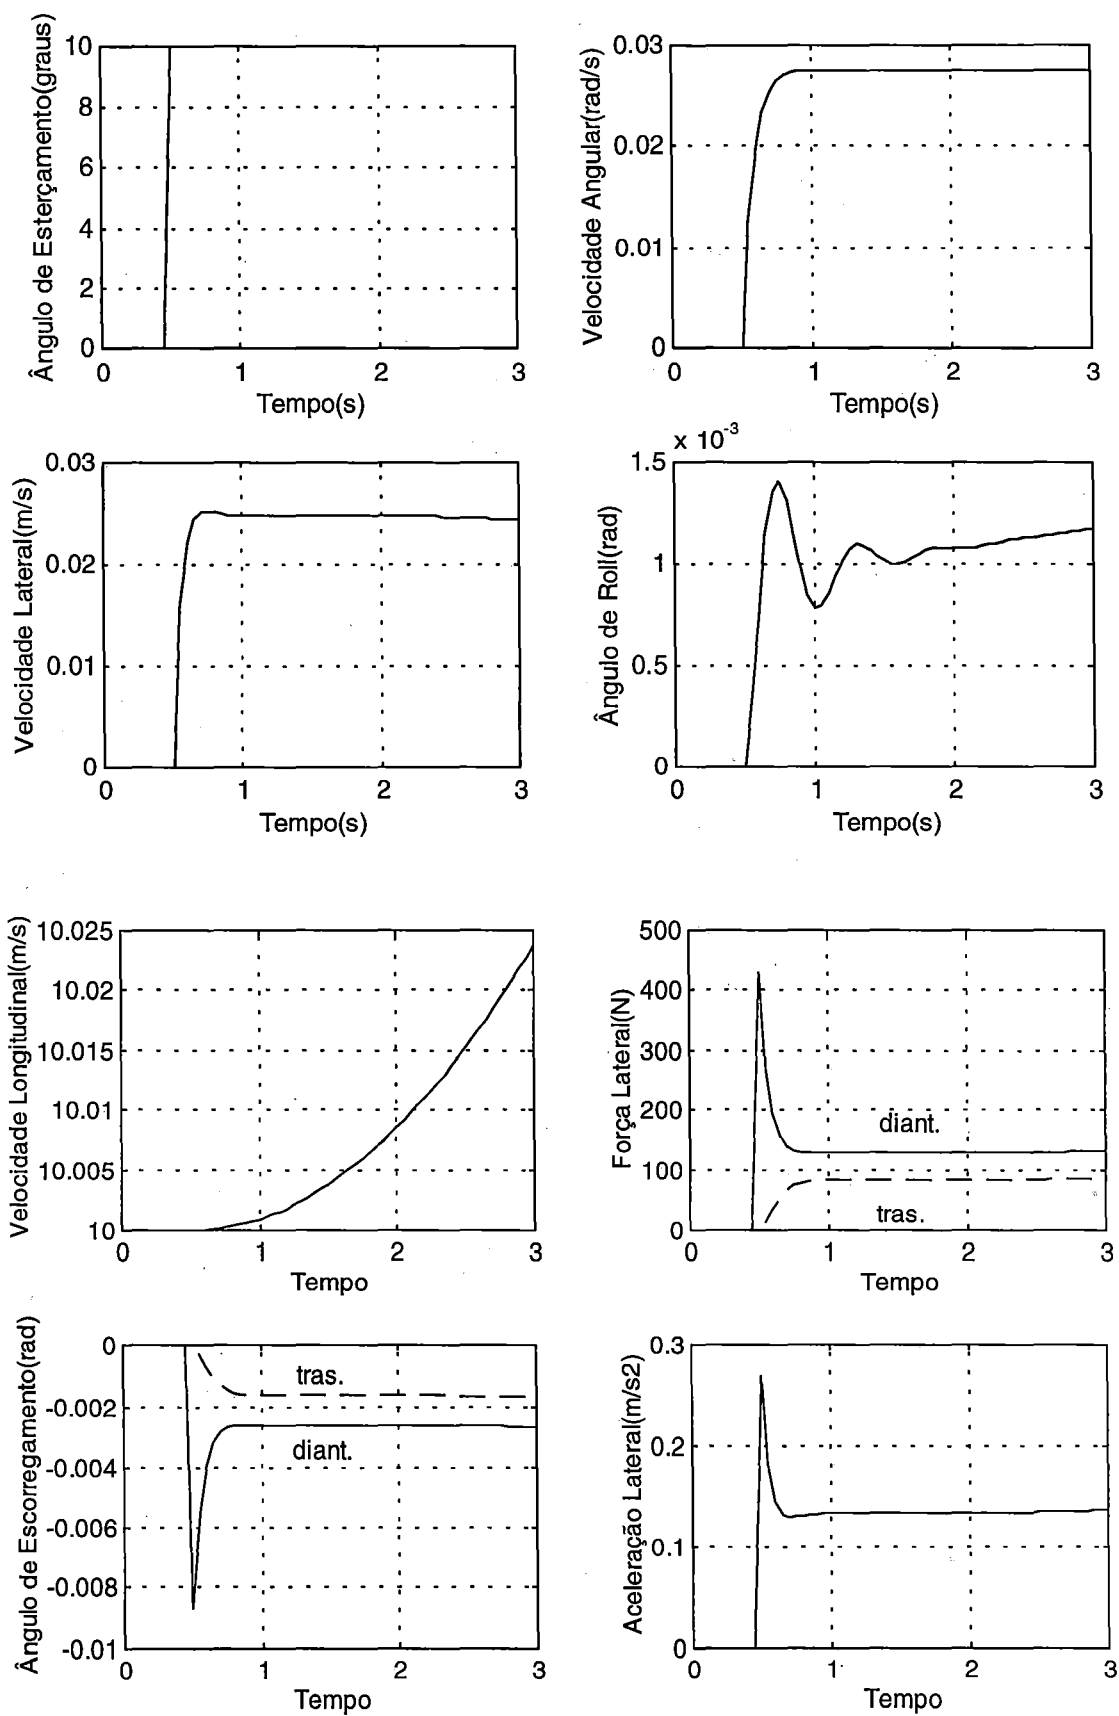 Ângulo de Esterçamento(graus
10
8
6
4
2
0
0 1 2 3
Tempo(s)
Velocidade Angular(rad/s)
0.03
0.02
0.01
0
0 1 2 3
Tempo(s)
Velocidade Lateral(m/s)
0.03
0.02
0.01
0
0 1 2 3
Tempo(s)
x 10-3
Ângulo de Roll(rad)
1.5
1
0.5
0
0 1 2 3
Tempo(s)
Velocidade Longitudinal(m/s)
10.025
10.02
10.015
10.01
10.005
10
0 1 2 3
Tempo
Força Lateral(N)
500
400
300
200
100
0
diant.
tras.
0 1 2 3
Tempo
Ângulo de Escorregamento(rad)
0
-0.002
-0.004
-0.006
-0.008
-0.01
tras.
diant.
0 1 2 3
Tempo
Aceleração Lateral(m/s2)
0.3
0.2
0.1
0
0 1 2 3
Tempo